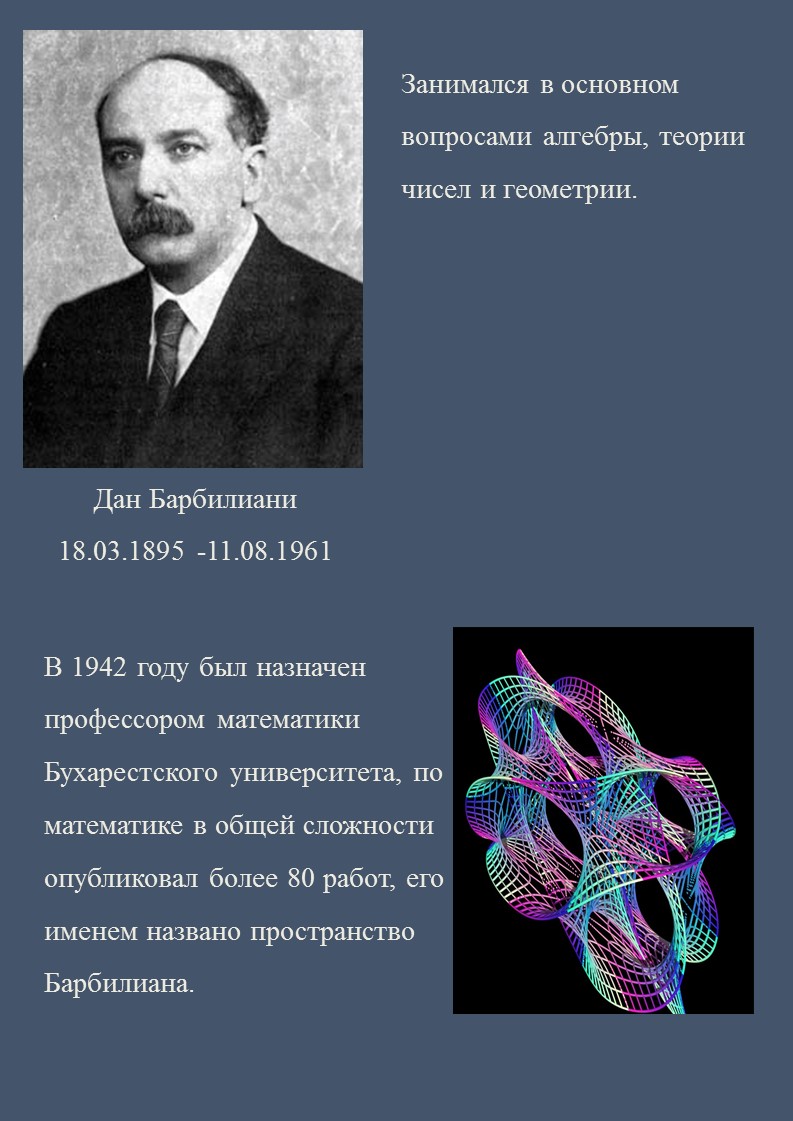 Занимался в основном
вопросами алгебры, теории
чисел и геометрии.
Дан Барбилиани
18.03.1895 -11.08.1961
В 1942 году был назначен
профессором математики
Бухарестского университета, по
математике в общей сложности
опубликовал более 80 работ, его
именем названо пространство
Барбилиана.